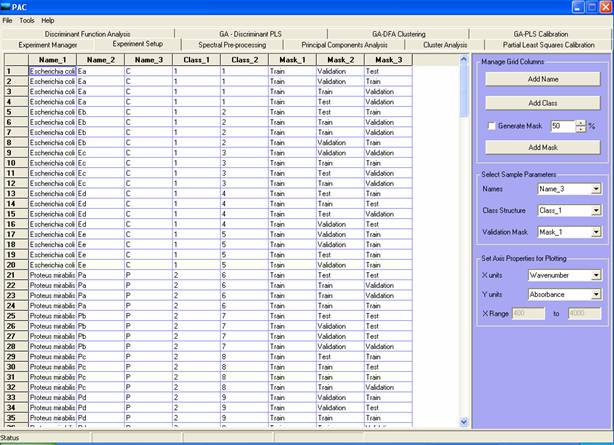 PAC
File Tools Help
Discriminant Function Analysis GA - Discriminant PLS GA-DFA Clustering GA-PLS Calibration
Experiment Manager Experiment Setup Spectral Pre-processing Principal Components Analysis Cluster Analysis Partial Least Squares Calibration
Name_1 Name_2 Name_3 Class_1 Class_2 Mask_1 Mask_2 Mask_3
1 Escherichia coli Ea C 1 1 Train Validation Test
2 Escherichia coli Ea C 1 1 Train Validation Train
3 Escherichia coli Ea C 1 1 Train Train Validation
4 Escherichia coli Ea C 1 1 Train Test Validation
5 Escherichia coli Eb C 1 2 Train Test Train
6 Escherichia coli Eb C 1 2 Train Validation Validation
7 Escherichia coli Eb C 1 2 Train Train Validation
8 Escherichia coli Eb C 1 2 Train Validation Train
9 Escherichia coli Ec C 1 3 Train Validation Validation
10 Escherichia coli Ec C 1 3 Train Train Train
11 Escherichia coli Ec C 1 3 Train Test Validation
12 Escherichia coli Ec C 1 3 Train Train Validation
13 Escherichia coli Ed C 1 4 Train Test Train
14 Escherichia coli Ed C 1 4 Train Train Test
15 Escherichia coli Ed C 1 4 Train Test Validation
16 Escherichia coli Ed C 1 4 Train Validation Test
17 Escherichia coli Ee C 1 5 Train Validation Train
18 Escherichia coli Ee C 1 5 Train Validation Train
19 Escherichia coli Ee C 1 5 Train Validation Train
20 Escherichia coli Ee C 1 5 Train Validation Test
21 Proteus mirabilis Pa P 2 6 Train Test Test
22 Proteus mirabilis Pa P 2 6 Train Train Validation
23 Proteus mirabilis Pa P 2 6 Train Train Validation
24 Proteus mirabilis Pa P 2 6 Train Train Train
25 Proteus mirabilis Pb P 2 7 Train Test Test
26 Proteus mirabilis Pb P 2 7 Train Validation Test
27 Proteus mirabilis Pb P 2 7 Train Validation Test
28 Proteus mirabilis Pb P 2 7 Train Validation Validation
29 Proteus mirabilis Pc P 2 8 Train Test Train
30 Proteus mirabilis Pc P 2 8 Train Validation Train
31 Proteus mirabilis Pc P 2 8 Train Train Train
32 Proteus mirabilis Pc P 2 8 Train Train Validation
33 Proteus mirabilis Pd P 2 9 Train Validation Train
34 Proteus mirabilis Pd P 2 9 Train Validation Test
35 Proteus mirabilis Pd P 2 9 Train Train Train
Manage Grid Columns
Add Name
Add Class
Generate Mask 50 %
Add Mask
Select Sample Parameters
Names Name_3
Class Structure Class_1
Validation Mask Mask_1
Set Axis Properties for Plotting
X units Wavenumber
Y units Absorbance
X Range 400 to 4000
Status